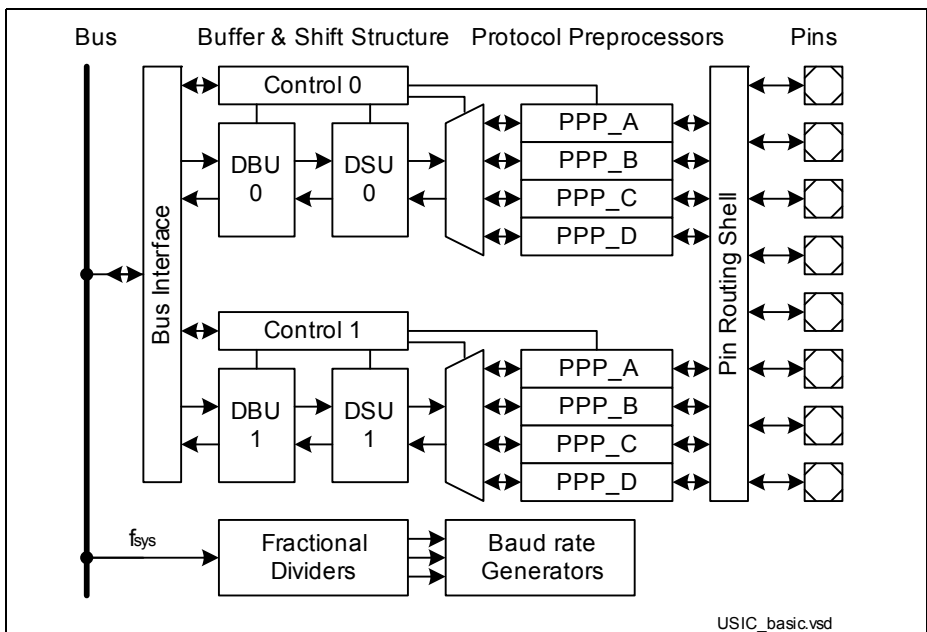 Bus
Buffer & Shift Structure
Protocol Preprocessors
Pins
Bus Interface
Control 0
DBU
0
DSU
0
PPP_A
PPP_B
PPP_C
PPP_D
Pin Routing Shell
Control 1
DBU
1
DSU
1
PPP_A
PPP_B
PPP_C
PPP_D
fsys
Fractional
Dividers
Baud rate
Generators
USIC_basic.vsd